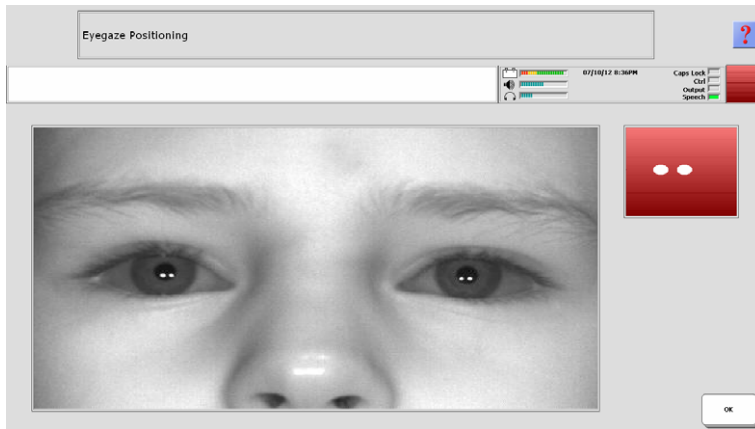 Eyegaze Positioning
?
07/10/12 8:36PM
Caps Lock
Ctrl
Output
Speech
OK